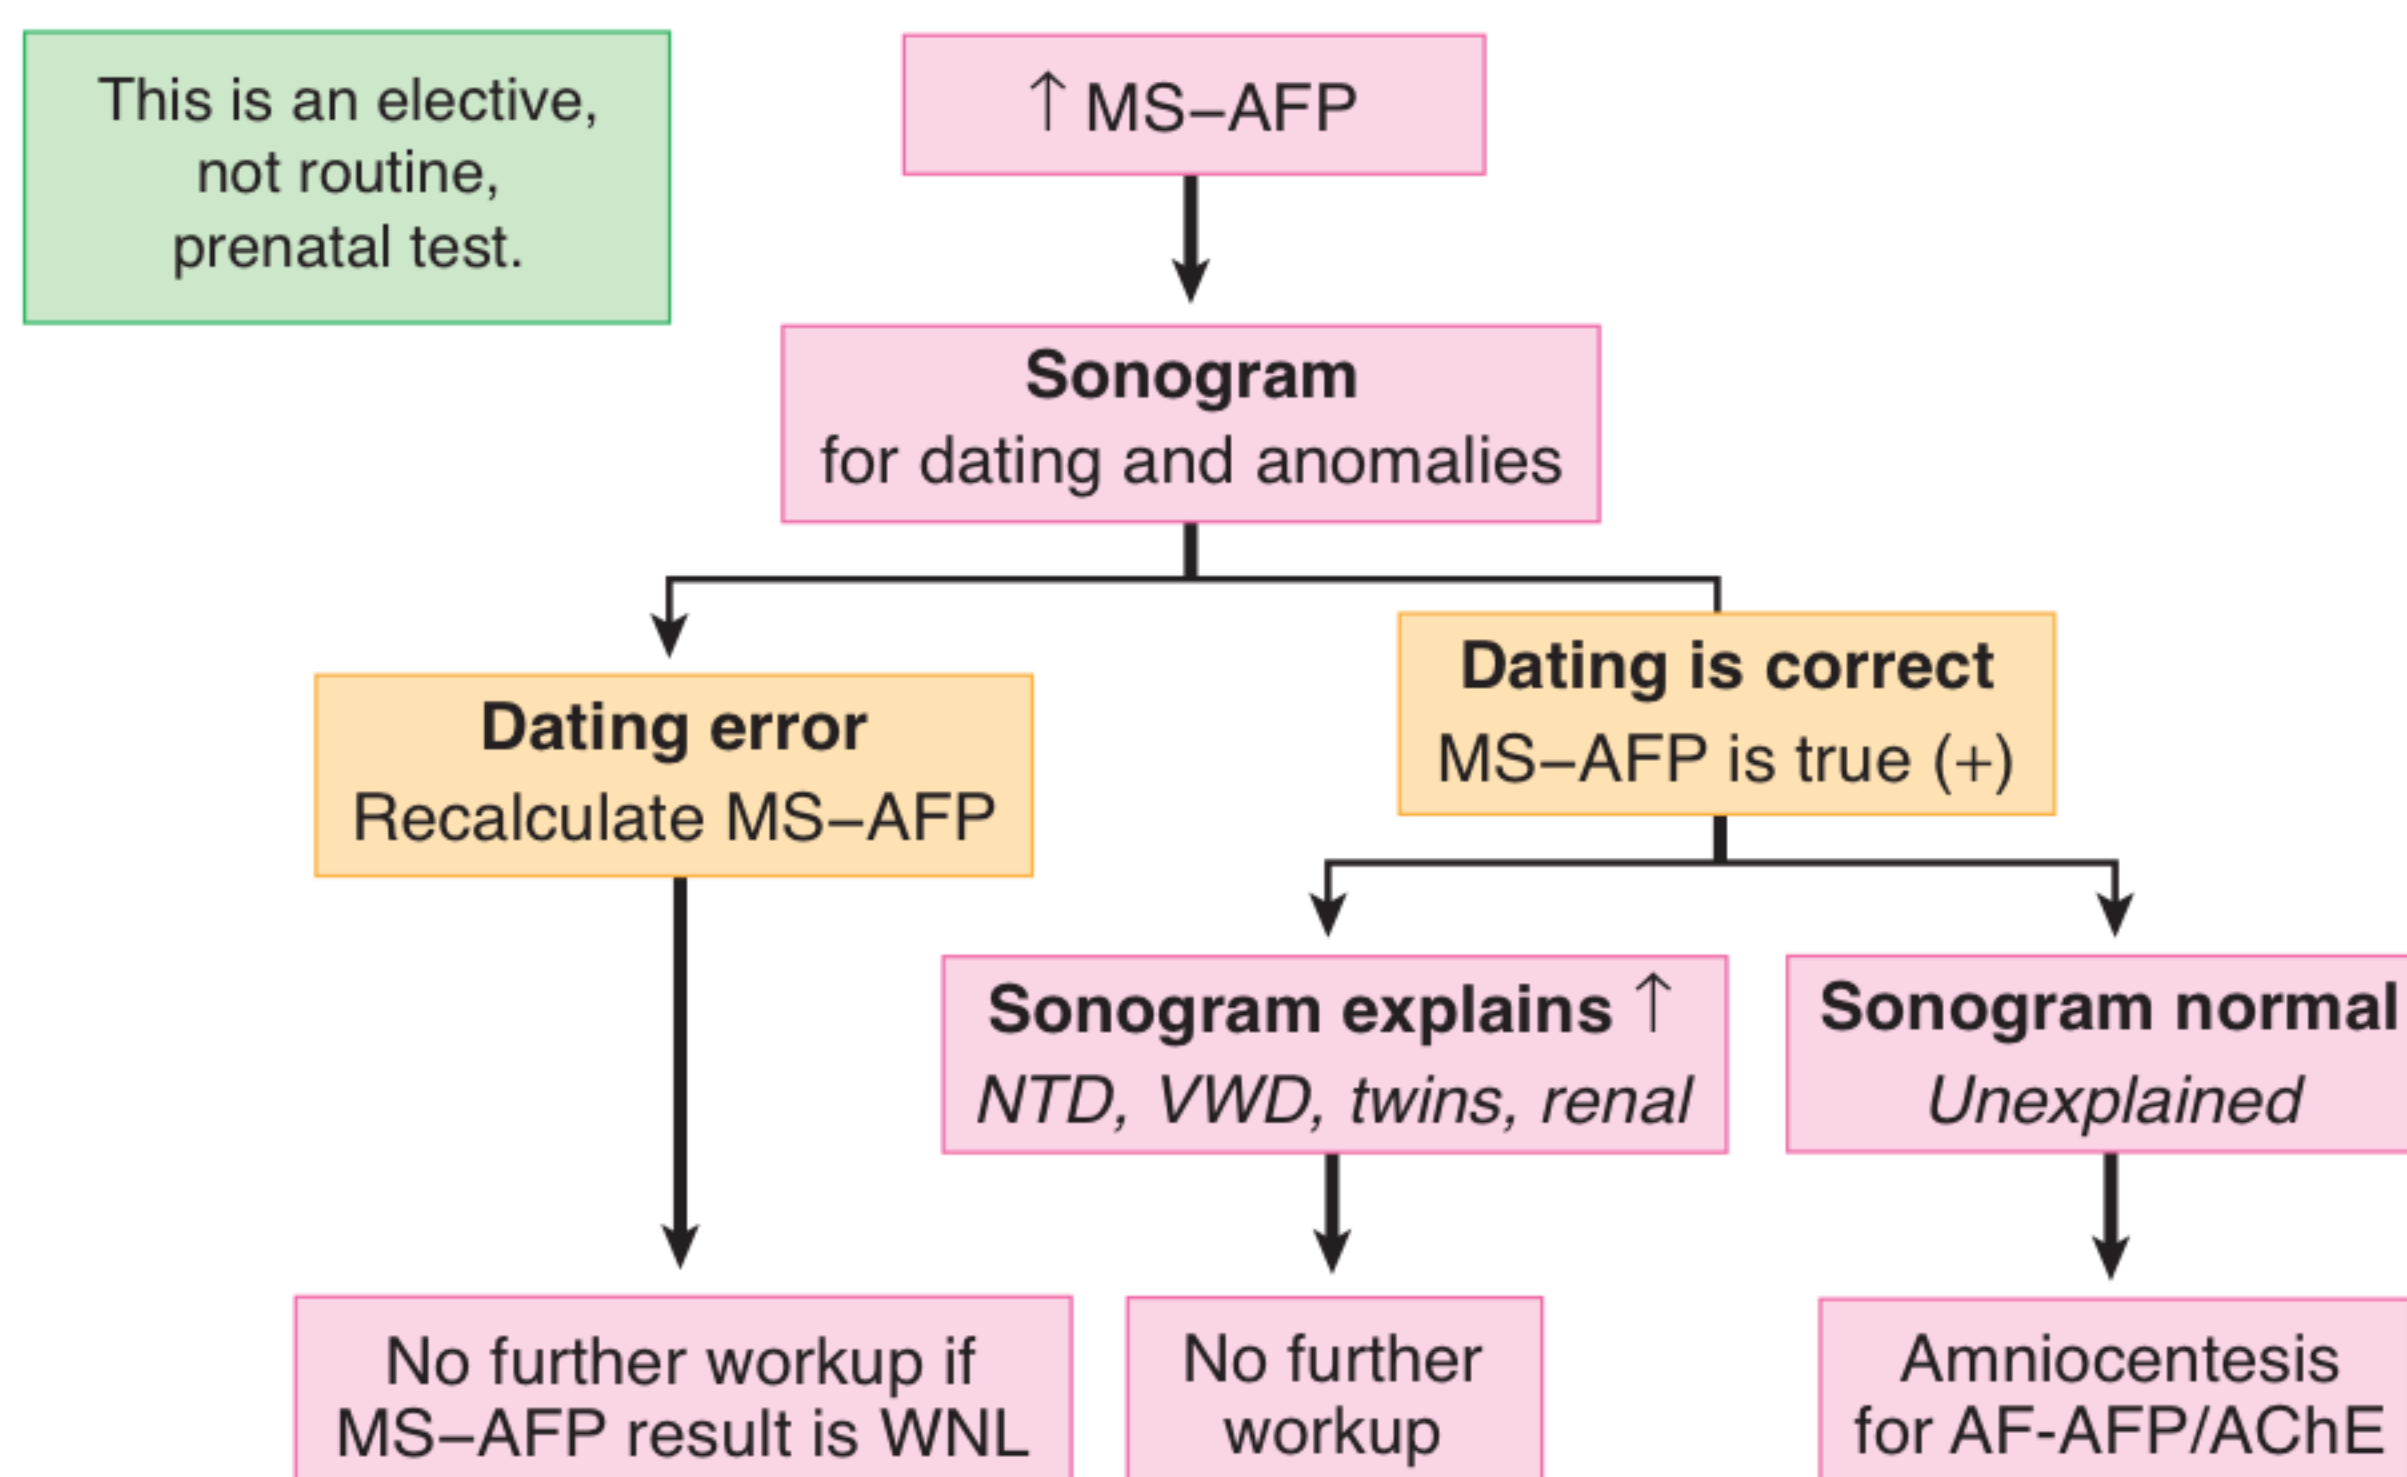 This is an elective,
not routine,
prenatal test.
↑ MS–AFP
Sonogram
for dating and anomalies
Dating error
Recalculate MS–AFP
Dating is correct
MS–AFP is true (+)
Sonogram explains ↑
NTD, VWD, twins, renal
Sonogram normal
Unexplained
No further workup if
MS–AFP result is WNL
No further
workup
Amniocentesis
for AF-AFP/AChE